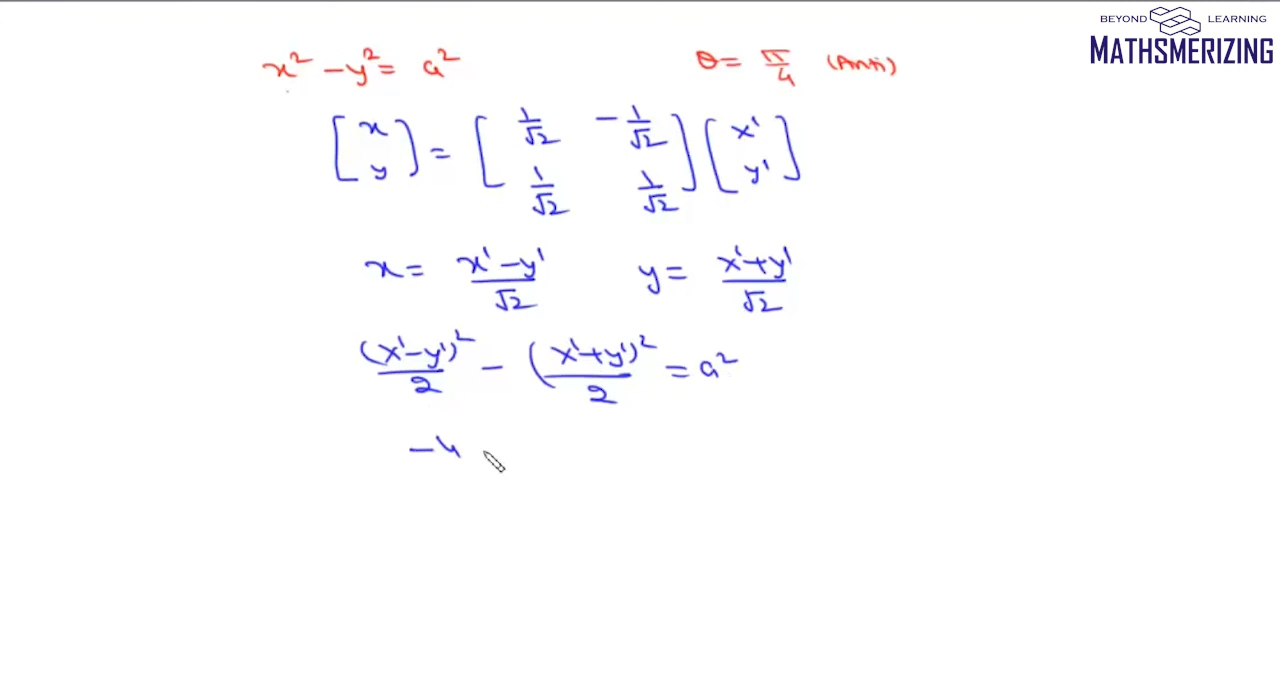 BEYOND LEARNING
MATHSMERIZING
x² − y² = a² θ = π/4 (Anti)
[x y] = [1/√2 −1/√2 1/√2 1/√2] [x' y']
x = x' − y' / √2 y = x' + y' / √2
(x' − y')² / 2 − (x' + y')² / 2 = a²
−4